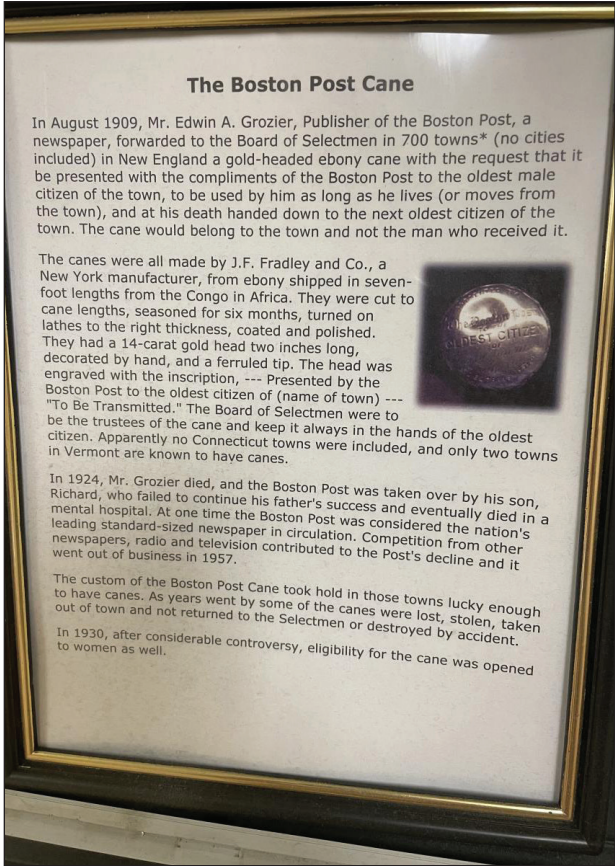 The Boston Post Cane
In August 1909, Mr. Edwin A. Grozier, Publisher of the Boston Post, a
newspaper, forwarded to the Board of Selectmen in 700 towns* (no cities
included) in New England a gold-headed ebony cane with the request that it
be presented with the compliments of the Boston Post to the oldest male
citizen of the town, to be used by him as long as he lives (or moves from
the town), and at his death handed down to the next oldest citizen of the
town. The cane would belong to the town and not the man who received it.
The canes were all made by J.F. Fradley and Co., a
New York manufacturer, from ebony shipped in seven-
foot lengths from the Congo in Africa. They were cut to
cane lengths, seasoned for six months, turned on
lathes to the right thickness, coated and polished.
They had a 14-carat gold head two inches long,
decorated by hand, and a ferruled tip. The head was
engraved with the inscription, --- Presented by the
Boston Post to the oldest citizen of (name of town) ---
"To Be Transmitted." The Board of Selectmen were to
be the trustees of the cane and keep it always in the hands of the oldest
citizen. Apparently no Connecticut towns were included, and only two towns
in Vermont are known to have canes.
OLDEST CITIZEN
In 1924, Mr. Grozier died, and the Boston Post was taken over by his son,
Richard, who failed to continue his father's success and eventually died in a
mental hospital. At one time the Boston Post was considered the nation's
leading standard-sized newspaper in circulation. Competition from other
newspapers, radio and television contributed to the Post's decline and it
went out of business in 1957.
The custom of the Boston Post Cane took hold in those towns lucky enough
to have canes. As years went by some of the canes were lost, stolen, taken
out of town and not returned to the Selectmen or destroyed by accident.
In 1930, after considerable controversy, eligibility for the cane was opened
to women as well.